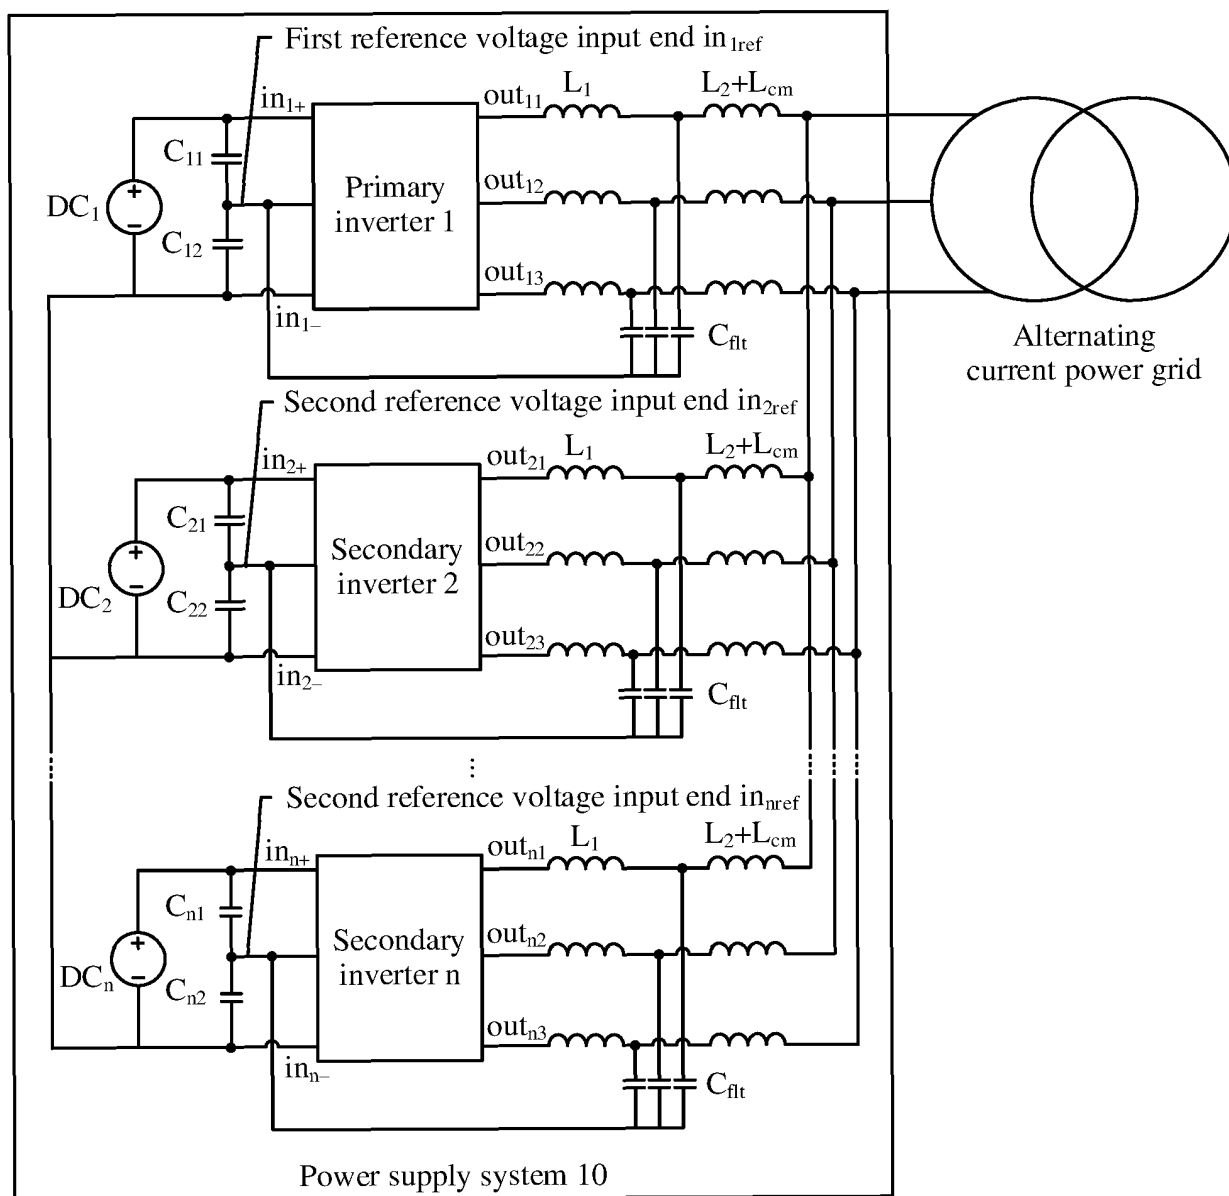 First reference voltage input end in1ref
in1+
out11
L1
L2+Lcm
C11
DC1
+
−
Primary
inverter 1
out12
C12
out13
in1−
Cflt
Alternating
current power grid
Second reference voltage input end in2ref
in2+
out21
L1
L2+Lcm
C21
DC2
+
−
Secondary
inverter 2
out22
C22
out23
in2−
Cflt
⋮
Second reference voltage input end innref
inn+
outn1
L1
L2+Lcm
Cn1
DCn
+
−
Secondary
inverter n
outn2
Cn2
outn3
inn−
Cflt
Power supply system 10